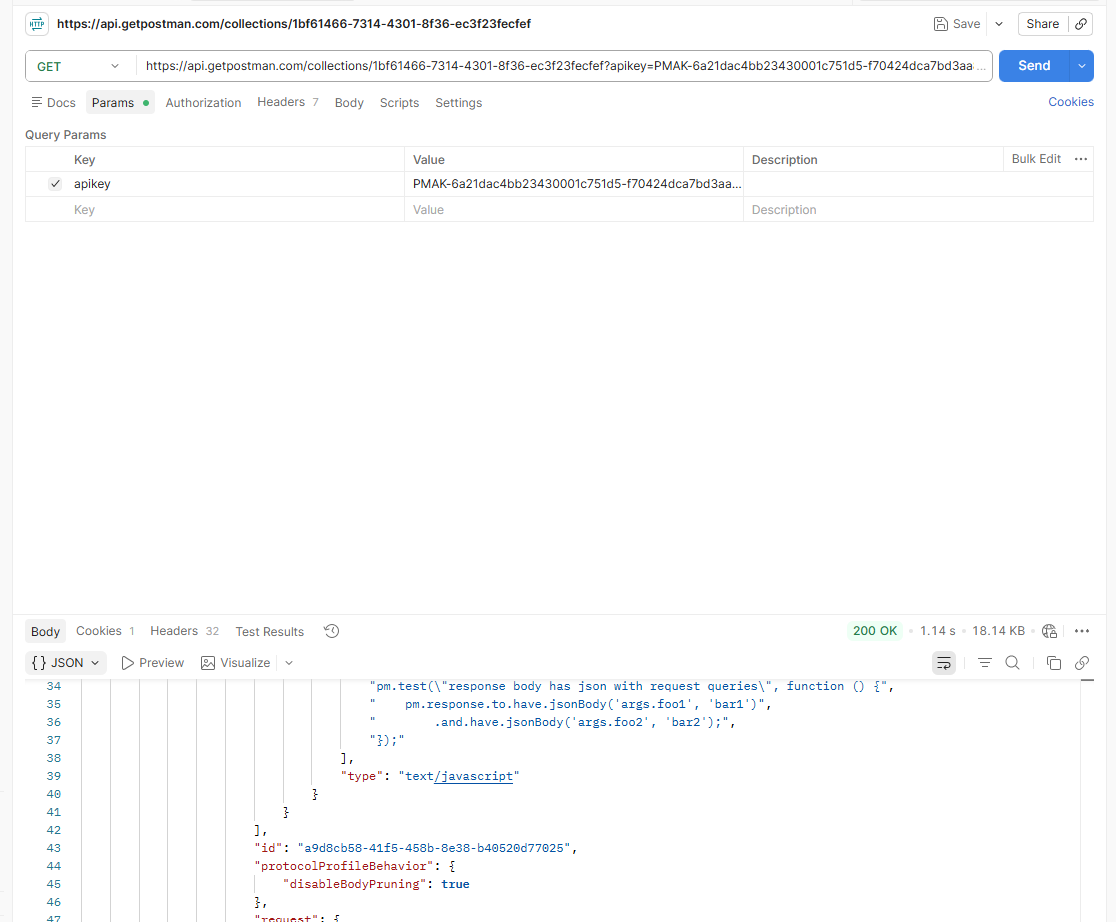 HTTP https://api.getpostman.com/collections/1bf61466-7314-4301-8f36-ec3f23fecfef Save Share
GET https://api.getpostman.com/collections/1bf61466-7314-4301-8f36-ec3f23fecfef?apikey=PMAK-6a21dac4bb23430001c751d5-f70424dca7bd3aa... Send
Docs Params Authorization Headers 7 Body Scripts Settings Cookies
Query Params
Key Value Description Bulk Edit
apikey PMAK-6a21dac4bb23430001c751d5-f70424dca7bd3aa...
Key Value Description
Body Cookies 1 Headers 32 Test Results 200 OK 1.14 s 18.14 KB
{} JSON Preview Visualize
34 "pm.test(\"response body has json with request queries\", function () {",
35 "    pm.response.to.have.jsonBody('args.foo1', 'bar1')",
36 "        .and.have.jsonBody('args.foo2', 'bar2');",
37 "});"
38 ],
39 "type": "text/javascript"
40 }
41 }
42 ],
43 "id": "a9d8cb58-41f5-458b-8e38-b40520d77025",
44 "protocolProfileBehavior": {
45 "disableBodyPruning": true
46 },
47 "request": {